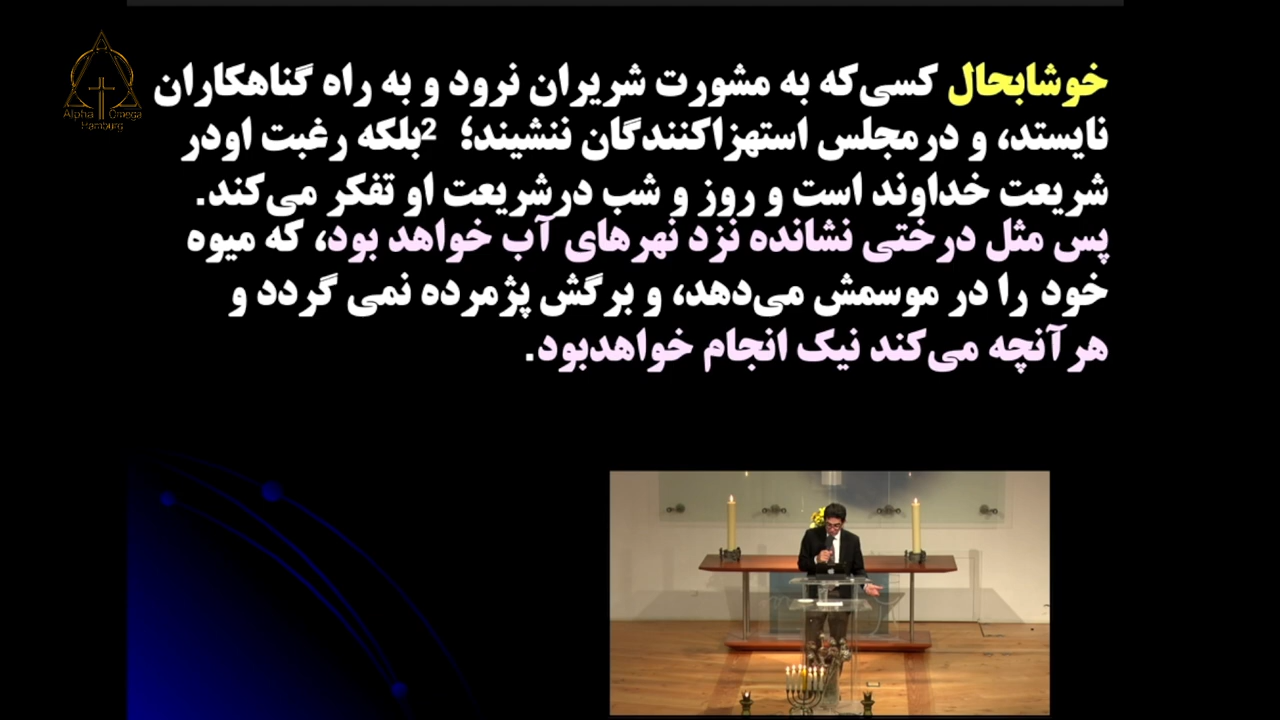 Alpha Omega
Hamburg
خوشابحال کسی‌که به مشورت شریران نرود و به راه گناهکاران
نایستد، و درمجلس استهزاکنندگان ننشیند؛ 2بلکه رغبت اودر
شریعت خداوند است و روز و شب درشریعت او تفکر می‌کند.
پس مثل درختی نشانده نزد نهرهای آب خواهد بود، که میوه
خود را در موسمش می‌دهد، و برگش پژمرده نمی گردد و
هرآنچه می‌کند نیک انجام خواهدبود.